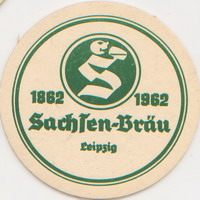 S
1862 1962
Sachsen-Bräu
Leipzig